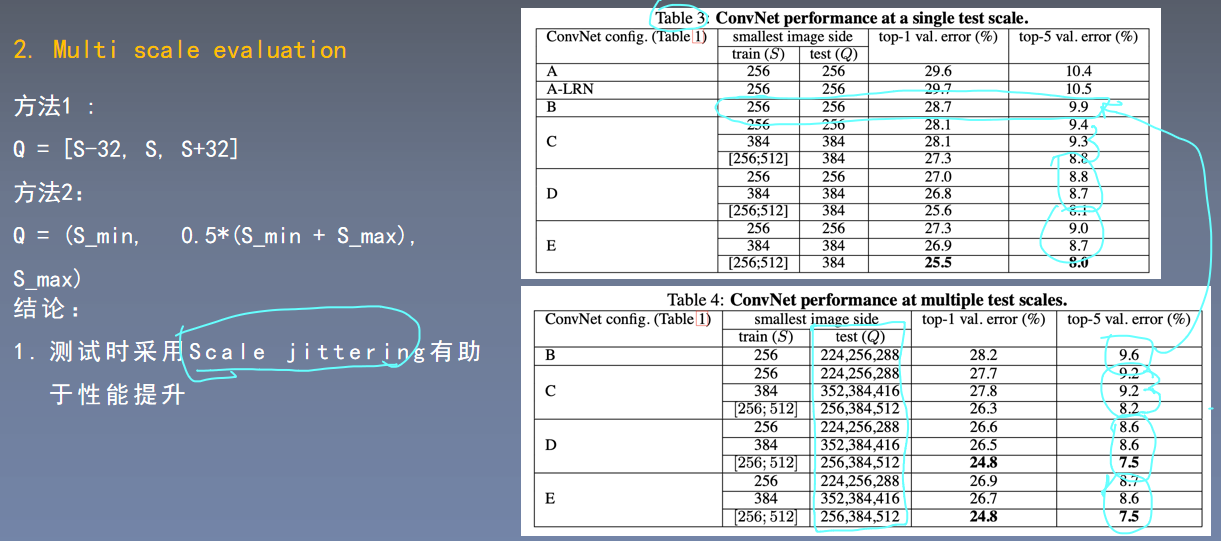 2. Multi scale evaluation
方法1 :
Q = [S-32, S, S+32]
方法2:
Q = (S_min, 0.5*(S_min + S_max),
S_max)
结论:
1. 测试时采用Scale jittering有助
于性能提升
Table 3: ConvNet performance at a single test scale.
ConvNet config. (Table 1) smallest image side top-1 val. error (%) top-5 val. error (%)
train (S) test (Q)
A 256 256 29.6 10.4
A-LRN 256 256 29.7 10.5
B 256 256 28.7 9.9
256 256 28.1 9.4
C 384 384 28.1 9.3
[256;512] 384 27.3 8.8
256 256 27.0 8.8
D 384 384 26.8 8.7
[256;512] 384 25.6 8.1
256 256 27.3 9.0
E 384 384 26.9 8.7
[256;512] 384 25.5 8.0
Table 4: ConvNet performance at multiple test scales.
ConvNet config. (Table 1) smallest image side top-1 val. error (%) top-5 val. error (%)
train (S) test (Q)
B 256 224,256,288 28.2 9.6
256 224,256,288 27.7 9.2
C 384 352,384,416 27.8 9.2
[256; 512] 256,384,512 26.3 8.2
256 224,256,288 26.6 8.6
D 384 352,384,416 26.5 8.6
[256; 512] 256,384,512 24.8 7.5
256 224,256,288 26.9 8.7
E 384 352,384,416 26.7 8.6
[256; 512] 256,384,512 24.8 7.5